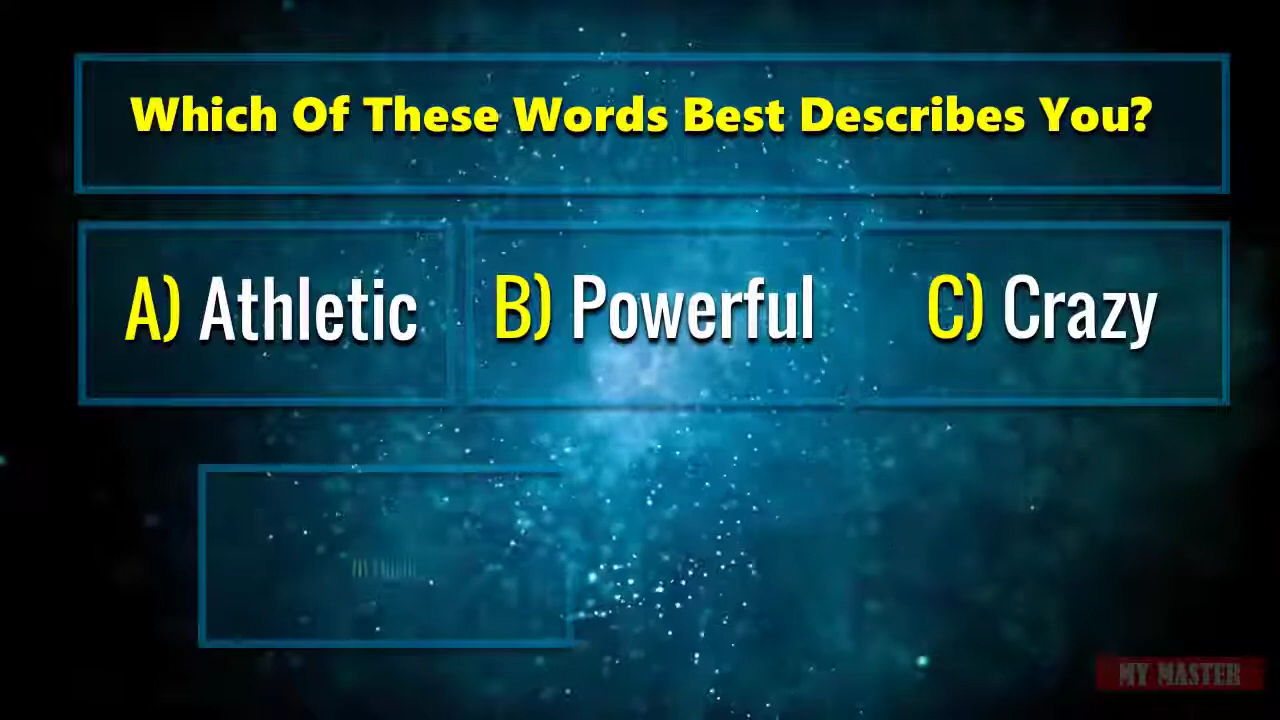 Which Of These Words Best Describes You?
A) Athletic B) Powerful C) Crazy
MY MASTER